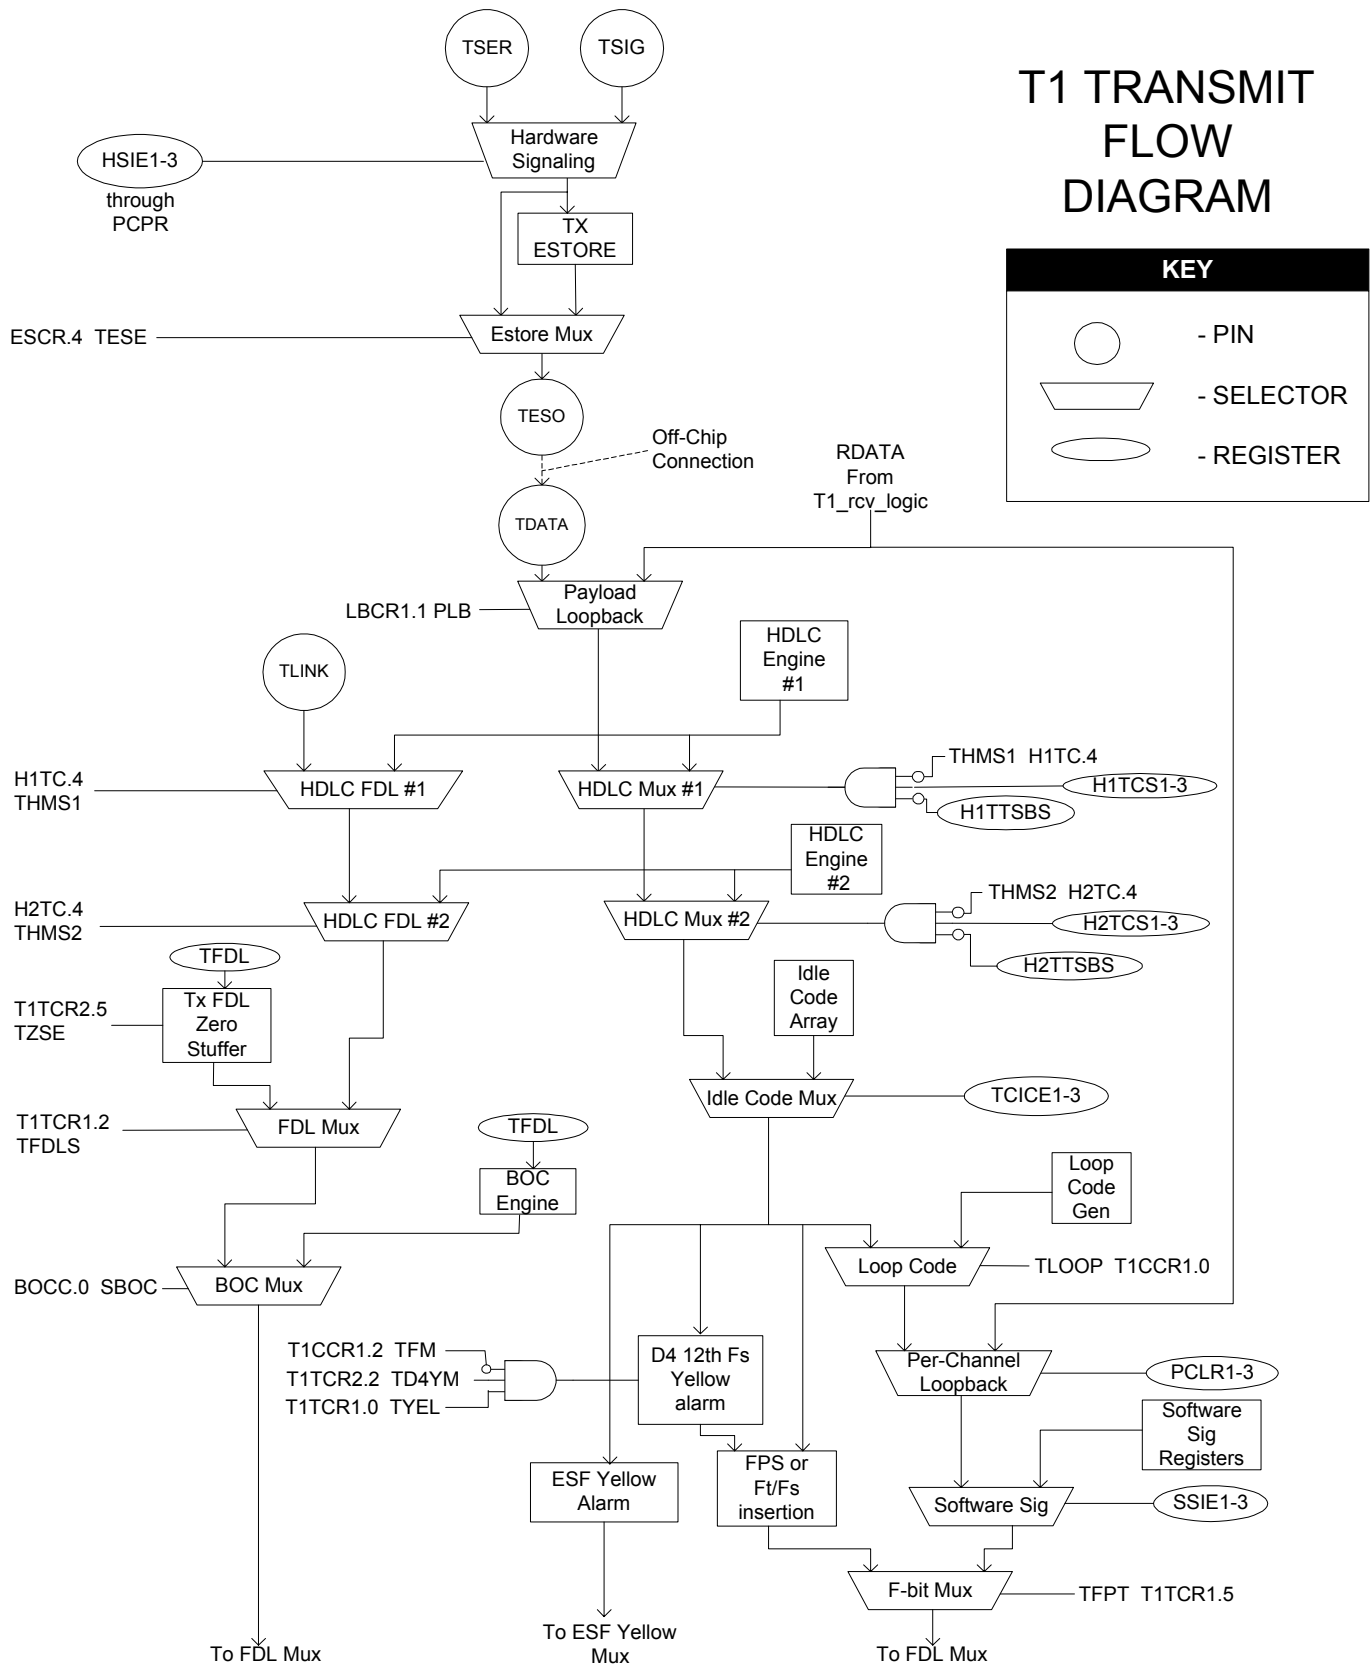 TSER
TSIG
T1 TRANSMIT
FLOW
DIAGRAM
Hardware
Signaling
HSIE1-3
through
PCPR
TX
ESTORE
KEY
- PIN
- SELECTOR
- REGISTER
ESCR.4 TESE
Estore Mux
TESO
Off-Chip
Connection
RDATA
From
T1_rcv_logic
TDATA
Payload
Loopback
LBCR1.1 PLB
HDLC
Engine
#1
TLINK
H1TC.4
THMS1
HDLC FDL #1
HDLC Mux #1
THMS1 H1TC.4
H1TCS1-3
H1TTSBS
HDLC
Engine
#2
H2TC.4
THMS2
HDLC FDL #2
HDLC Mux #2
THMS2 H2TC.4
H2TCS1-3
H2TTSBS
TFDL
Tx FDL
Zero
Stuffer
T1TCR2.5
TZSE
Idle
Code
Array
Idle Code Mux
TCICE1-3
T1TCR1.2
TFDLS
FDL Mux
TFDL
BOC
Engine
Loop
Code
Gen
BOCC.0 SBOC
BOC Mux
Loop Code
TLOOP T1CCR1.0
T1CCR1.2 TFM
T1TCR2.2 TD4YM
T1TCR1.0 TYEL
D4 12th Fs
Yellow
alarm
Per-Channel
Loopback
PCLR1-3
Software
Sig
Registers
ESF Yellow
Alarm
FPS or
Ft/Fs
insertion
Software Sig
SSIE1-3
F-bit Mux
TFPT T1TCR1.5
To FDL Mux
To ESF Yellow
Mux
To FDL Mux